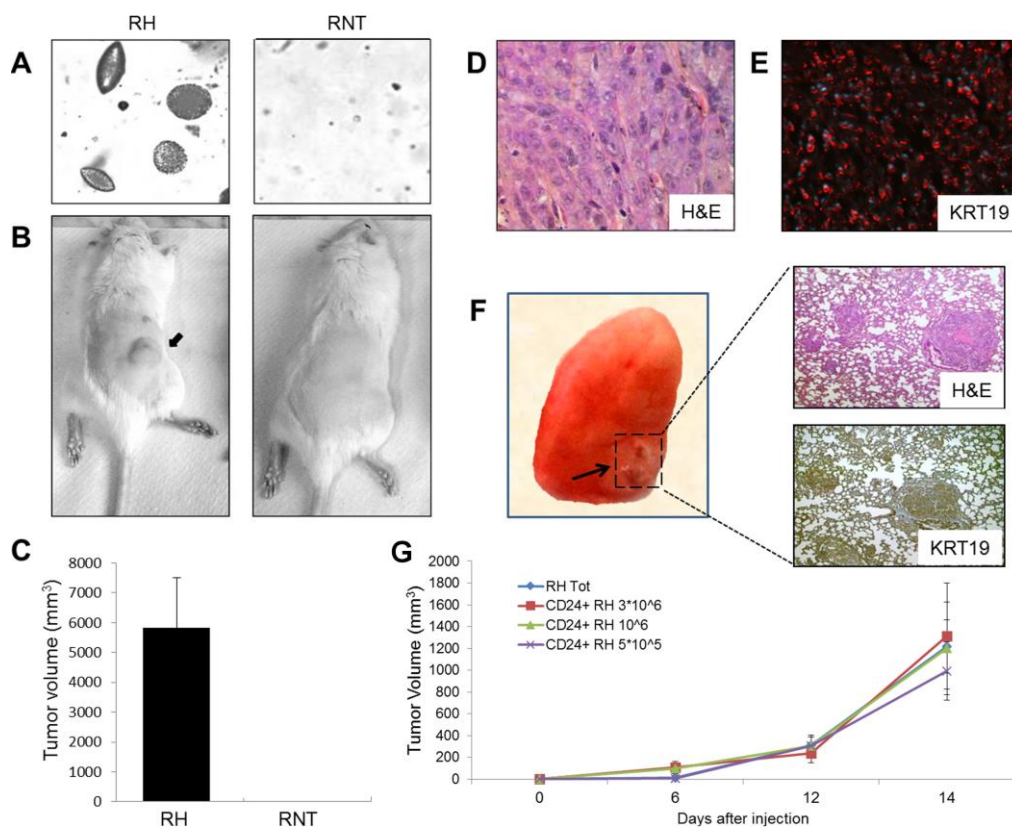 RH
RNT
A
B
C
Tumor volume (mm3)
8000
7000
6000
5000
4000
3000
2000
1000
0
RH
RNT
D
H&E
E
KRT19
F
H&E
KRT19
G
Tumor Volume (mm3)
2000
1800
1600
1400
1200
1000
800
600
400
200
0
RH Tot
CD24+ RH 3*10^6
CD24+ RH 10^6
CD24+ RH 5*10^5
0
6
12
14
Days after injection